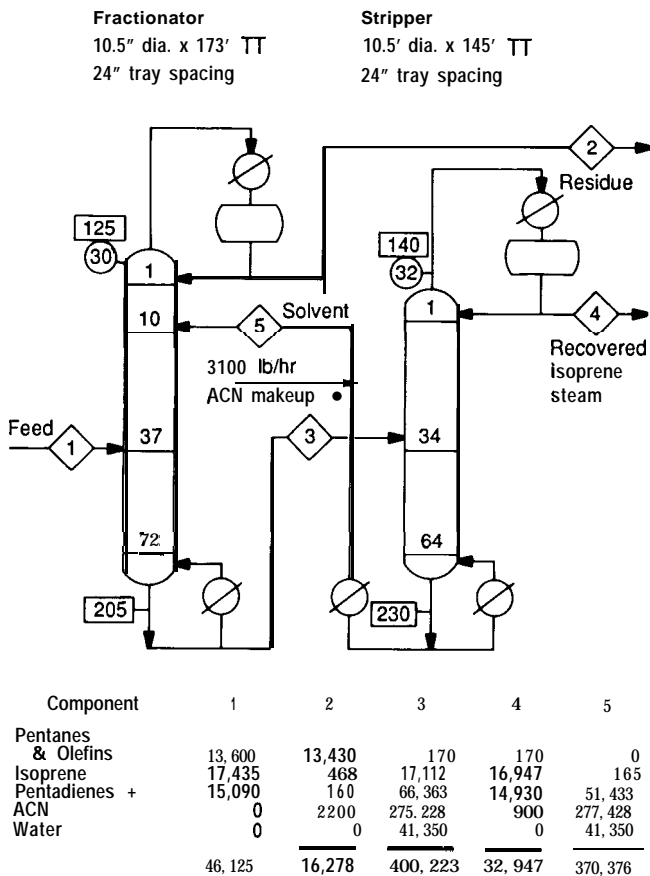 Fractionator
10.5" dia. x 173' TT
24" tray spacing
Stripper
10.5' dia. x 145' TT
24" tray spacing
2
Residue
125
30
1
140
32
1
10
5
Solvent
4
Recovered
isoprene
steam
3100 lb/hr
ACN makeup •
Feed
1
37
3
34
72
64
205
230
Component 1 2 3 4 5
Pentanes
& Olefins 13,600 13,430 170 170 0
Isoprene 17,435 468 17,112 16,947 165
Pentadienes + 15,090 160 66,363 14,930 51,433
ACN 0 2200 275.228 900 277,428
Water 0 0 41,350 0 41,350
46,125 16,278 400,223 32,947 370,376